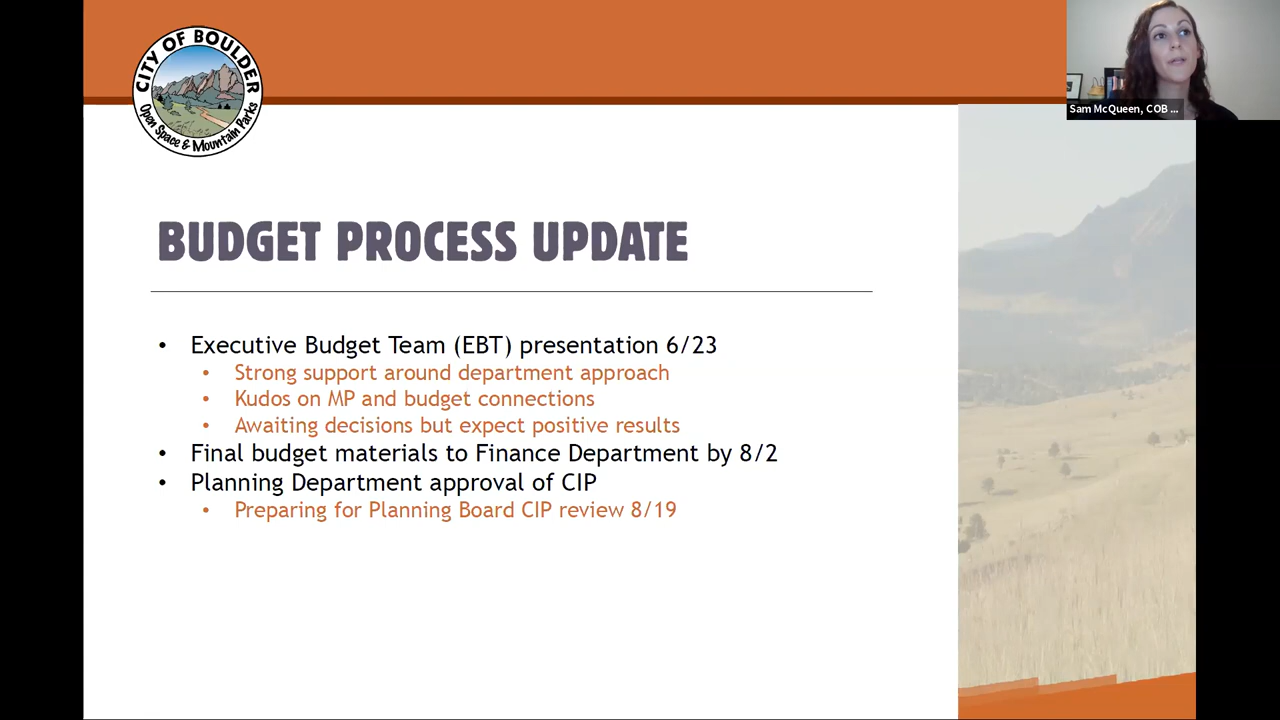 CITY OF BOULDER
Open Space & Mountain Parks
Sam McQueen, COB ...
BUDGET PROCESS UPDATE
• Executive Budget Team (EBT) presentation 6/23
• Strong support around department approach
• Kudos on MP and budget connections
• Awaiting decisions but expect positive results
• Final budget materials to Finance Department by 8/2
• Planning Department approval of CIP
• Preparing for Planning Board CIP review 8/19